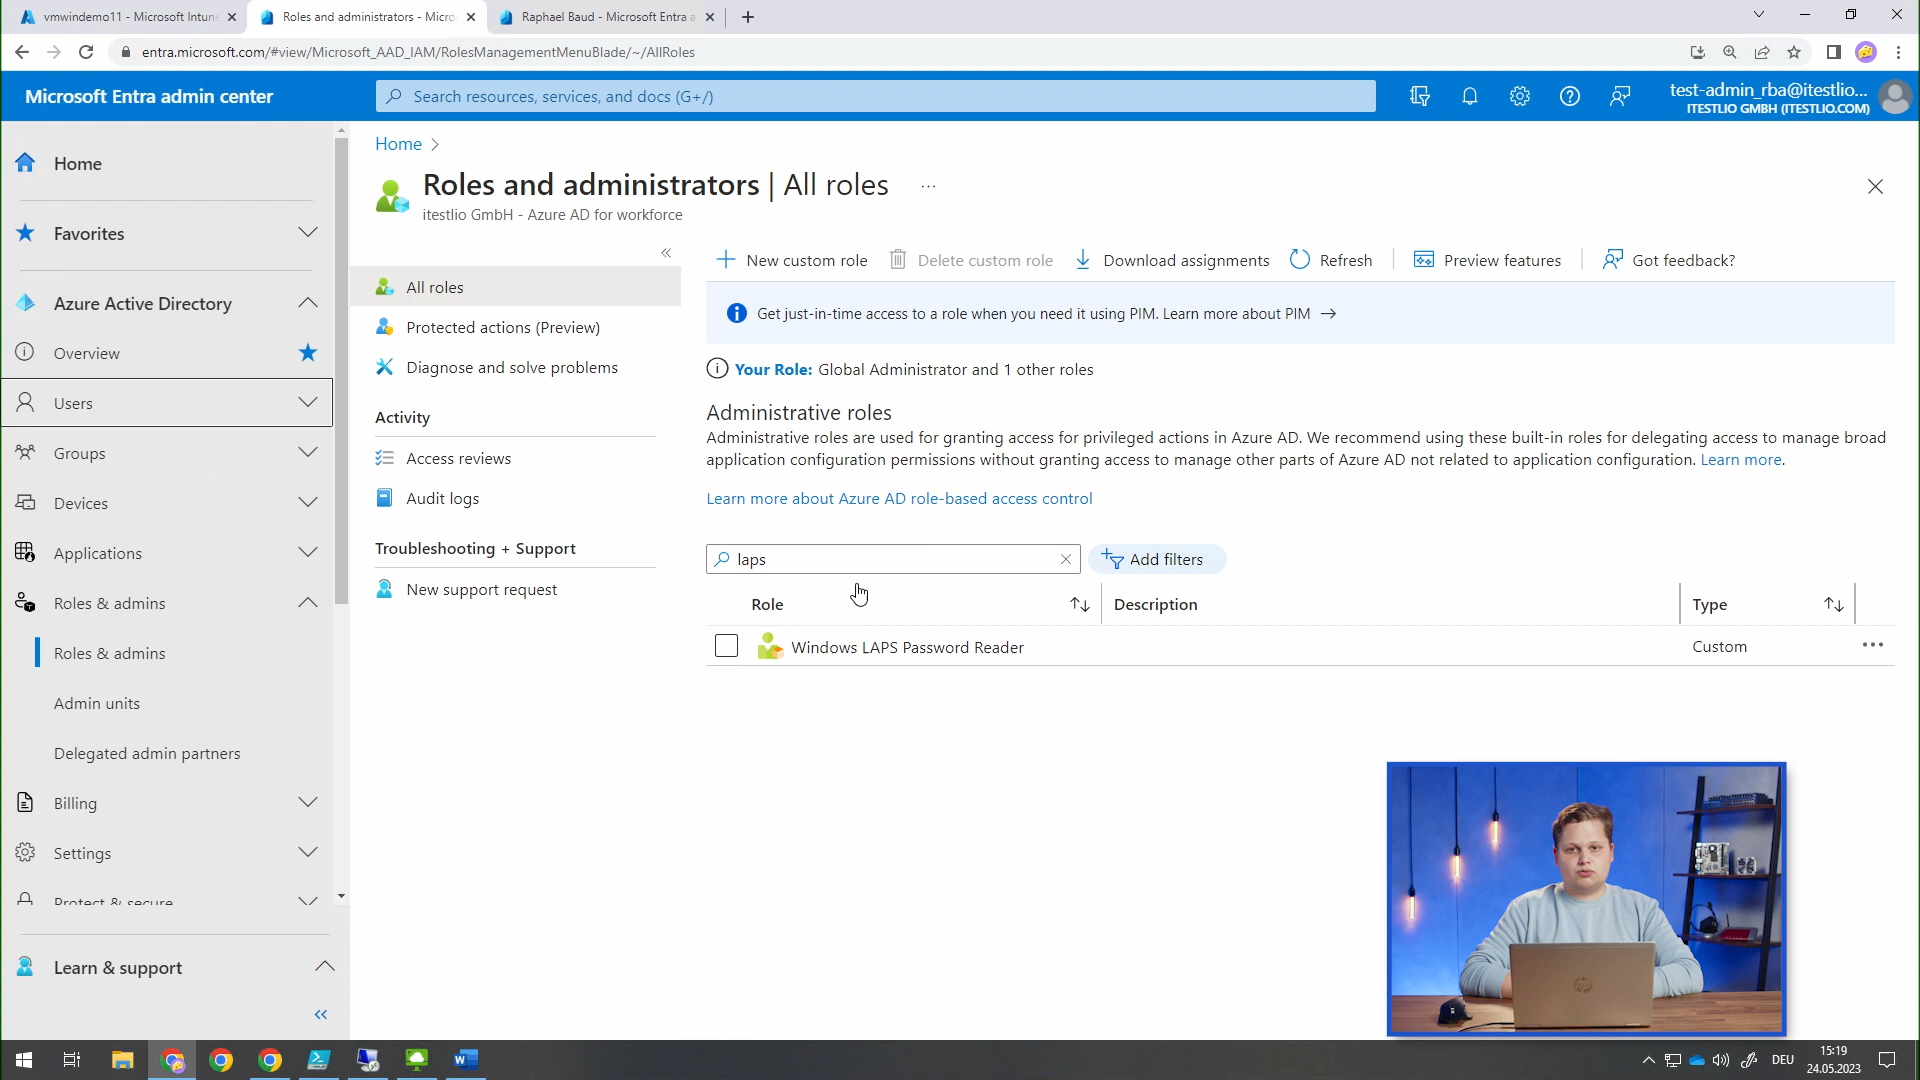 vmwindemo11 - Microsoft Intun
Roles and administrators - Micro
Raphael Baud - Microsoft Entra a
entra.microsoft.com/#view/Microsoft_AAD_IAM/RolesManagementMenuBlade/~/AllRoles
Microsoft Entra admin center
Search resources, services, and docs (G+/)
test-admin_rba@itestlio...
ITESTLIO GMBH (ITESTLIO.COM)
Home
Favorites
Azure Active Directory
Overview
Users
Groups
Devices
Applications
Roles & admins
Roles & admins
Admin units
Delegated admin partners
Billing
Settings
Protect & secure
Learn & support
Home
Roles and administrators | All roles
itestlio GmbH - Azure AD for workforce
All roles
Protected actions (Preview)
Diagnose and solve problems
Activity
Access reviews
Audit logs
Troubleshooting + Support
New support request
New custom role
Delete custom role
Download assignments
Refresh
Preview features
Got feedback?
Get just-in-time access to a role when you need it using PIM. Learn more about PIM
Your Role: Global Administrator and 1 other roles
Administrative roles
Administrative roles are used for granting access for privileged actions in Azure AD. We recommend using these built-in roles for delegating access to manage broad
application configuration permissions without granting access to manage other parts of Azure AD not related to application configuration. Learn more.
Learn more about Azure AD role-based access control
laps
Add filters
Role
Description
Type
Windows LAPS Password Reader
Custom
hp
DEU
15:19
24.05.2023